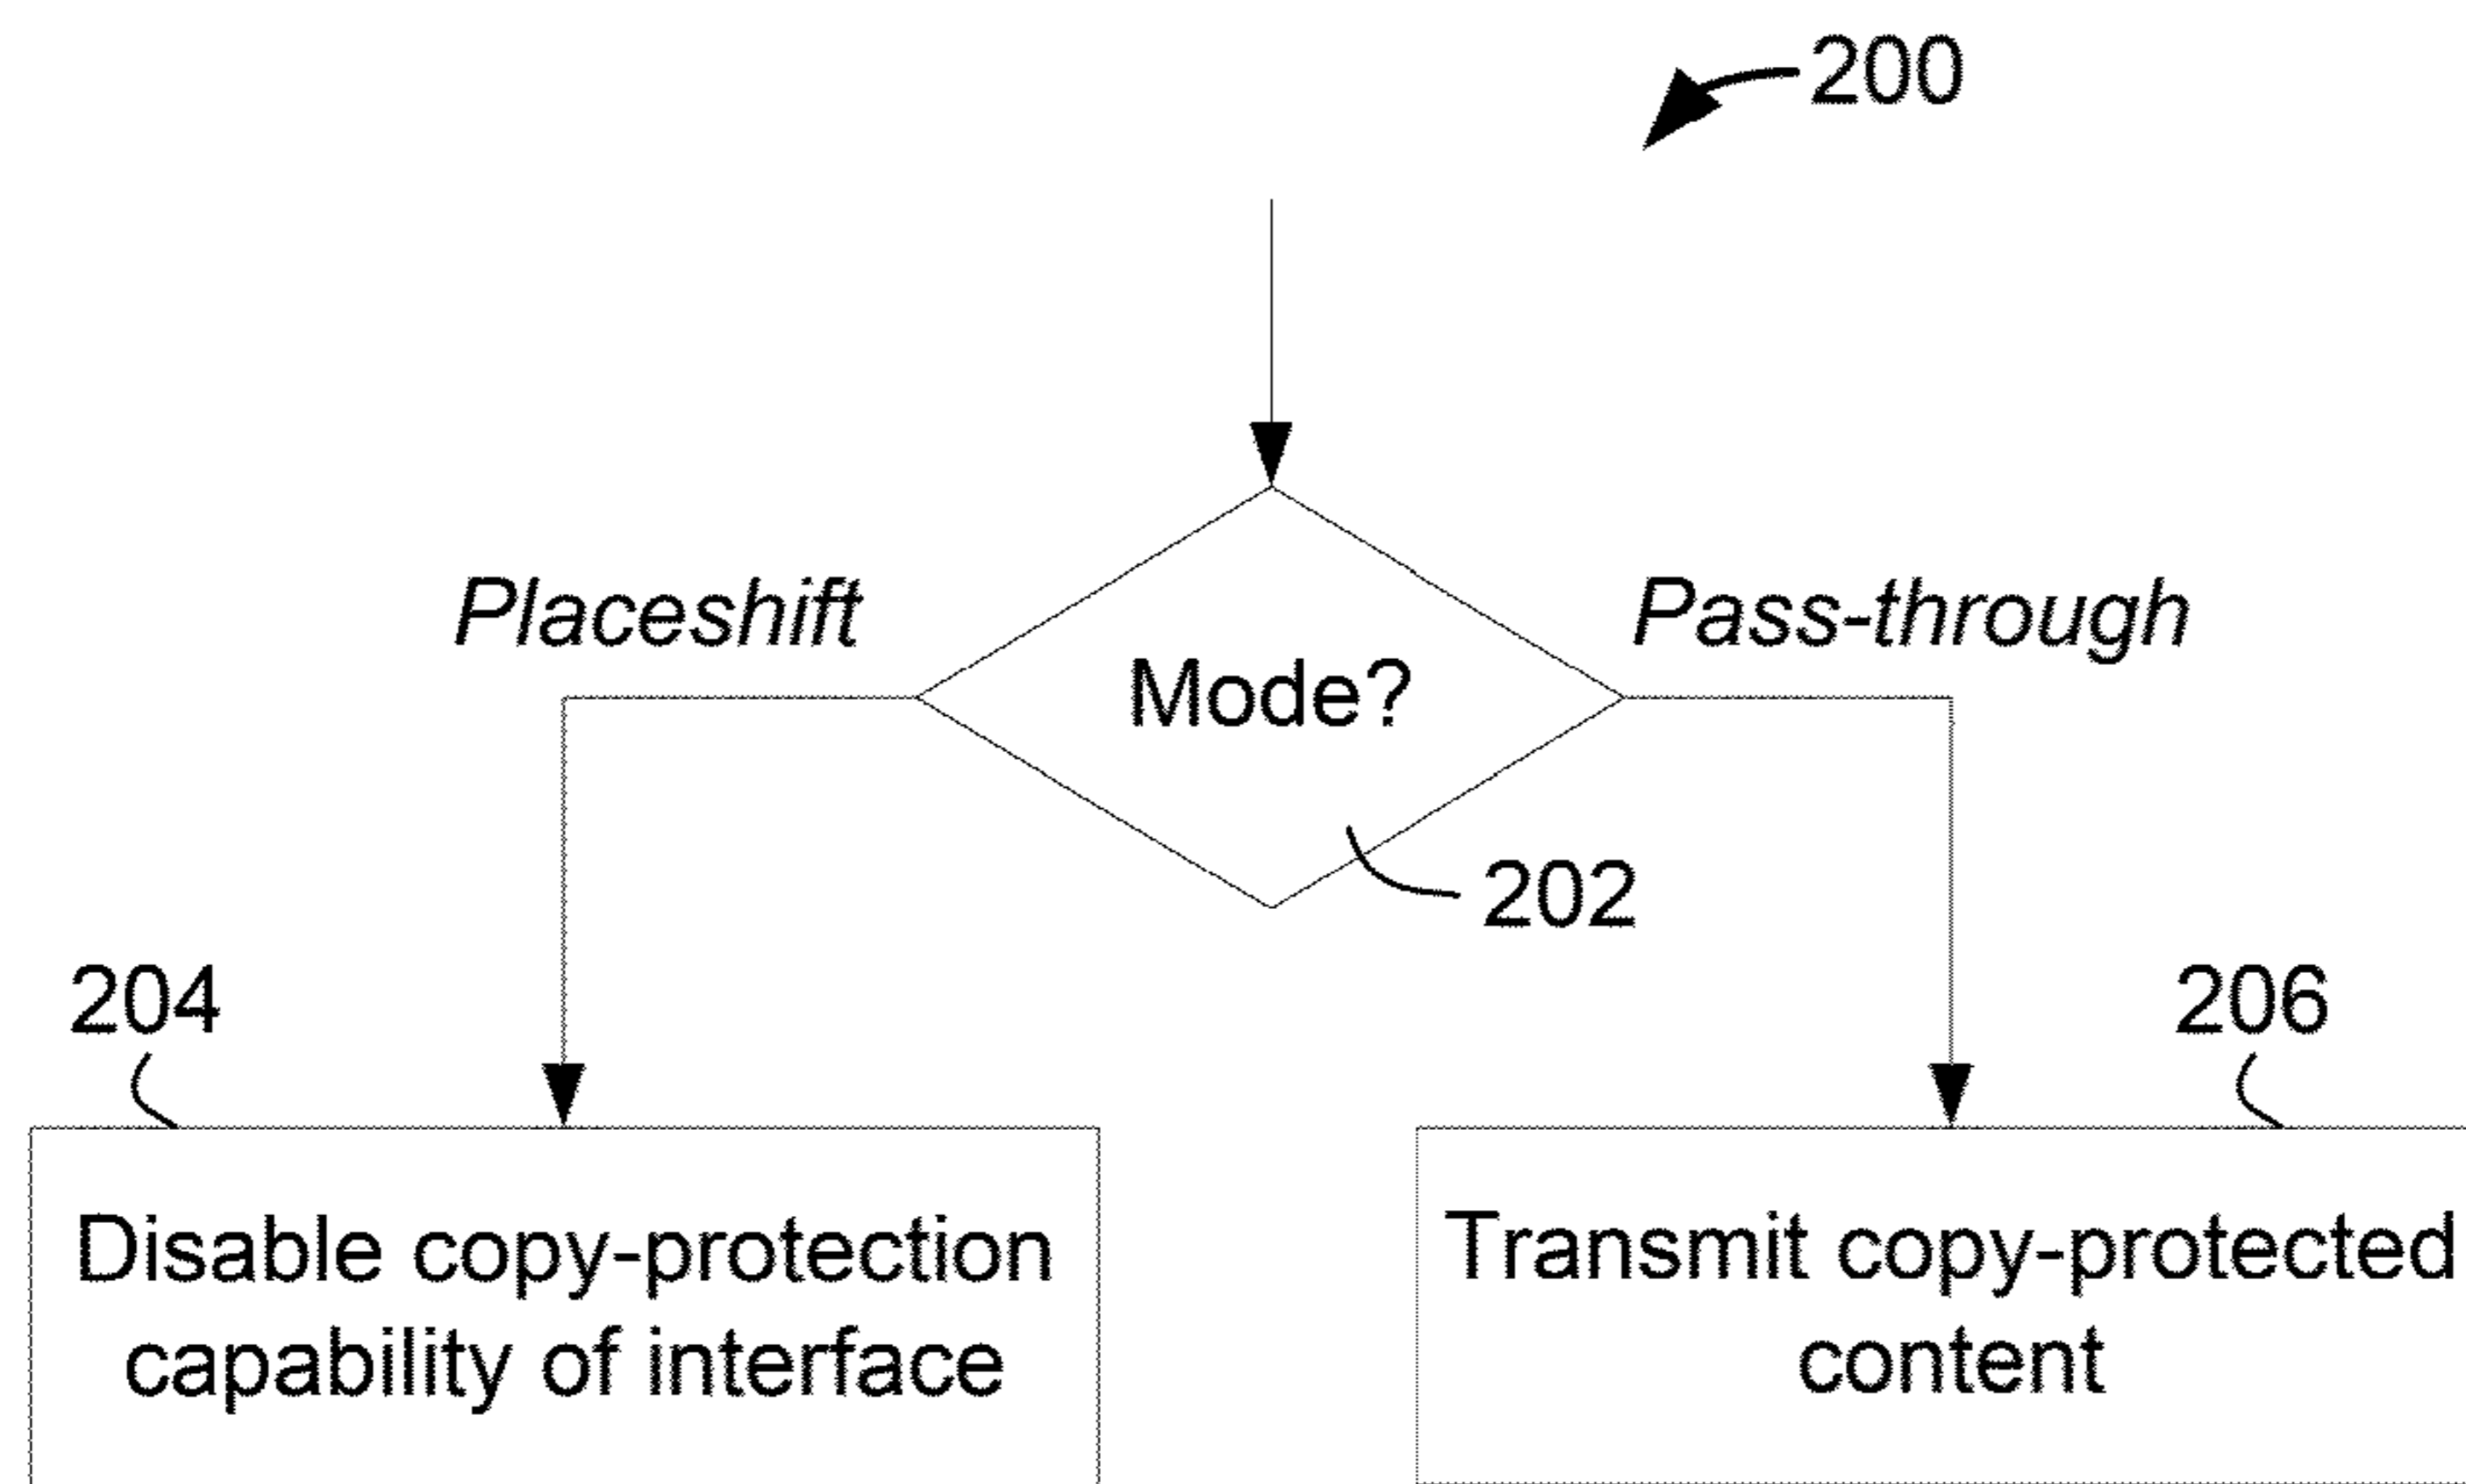 200
Placeshift
Pass-through
Mode?
202
204
206
Disable copy-protection
capability of interface
Transmit copy-protected
content